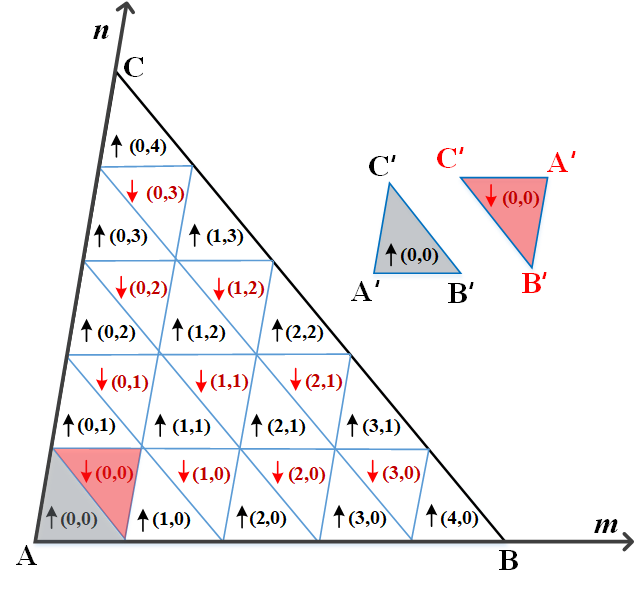 n
C
↑ (0,4)
↓ (0,3)
↑ (0,3) ↑ (1,3)
↓ (0,2) ↓ (1,2)
↑ (0,2) ↑ (1,2) ↑ (2,2)
↓ (0,1) ↓ (1,1) ↓ (2,1)
↑ (0,1) ↑ (1,1) ↑ (2,1) ↑ (3,1)
↓ (0,0) ↓ (1,0) ↓ (2,0) ↓ (3,0)
↑ (0,0) ↑ (1,0) ↑ (2,0) ↑ (3,0) ↑ (4,0)
A B m
C′
↑ (0,0)
A′ B′
C′ A′
↓ (0,0)
B′